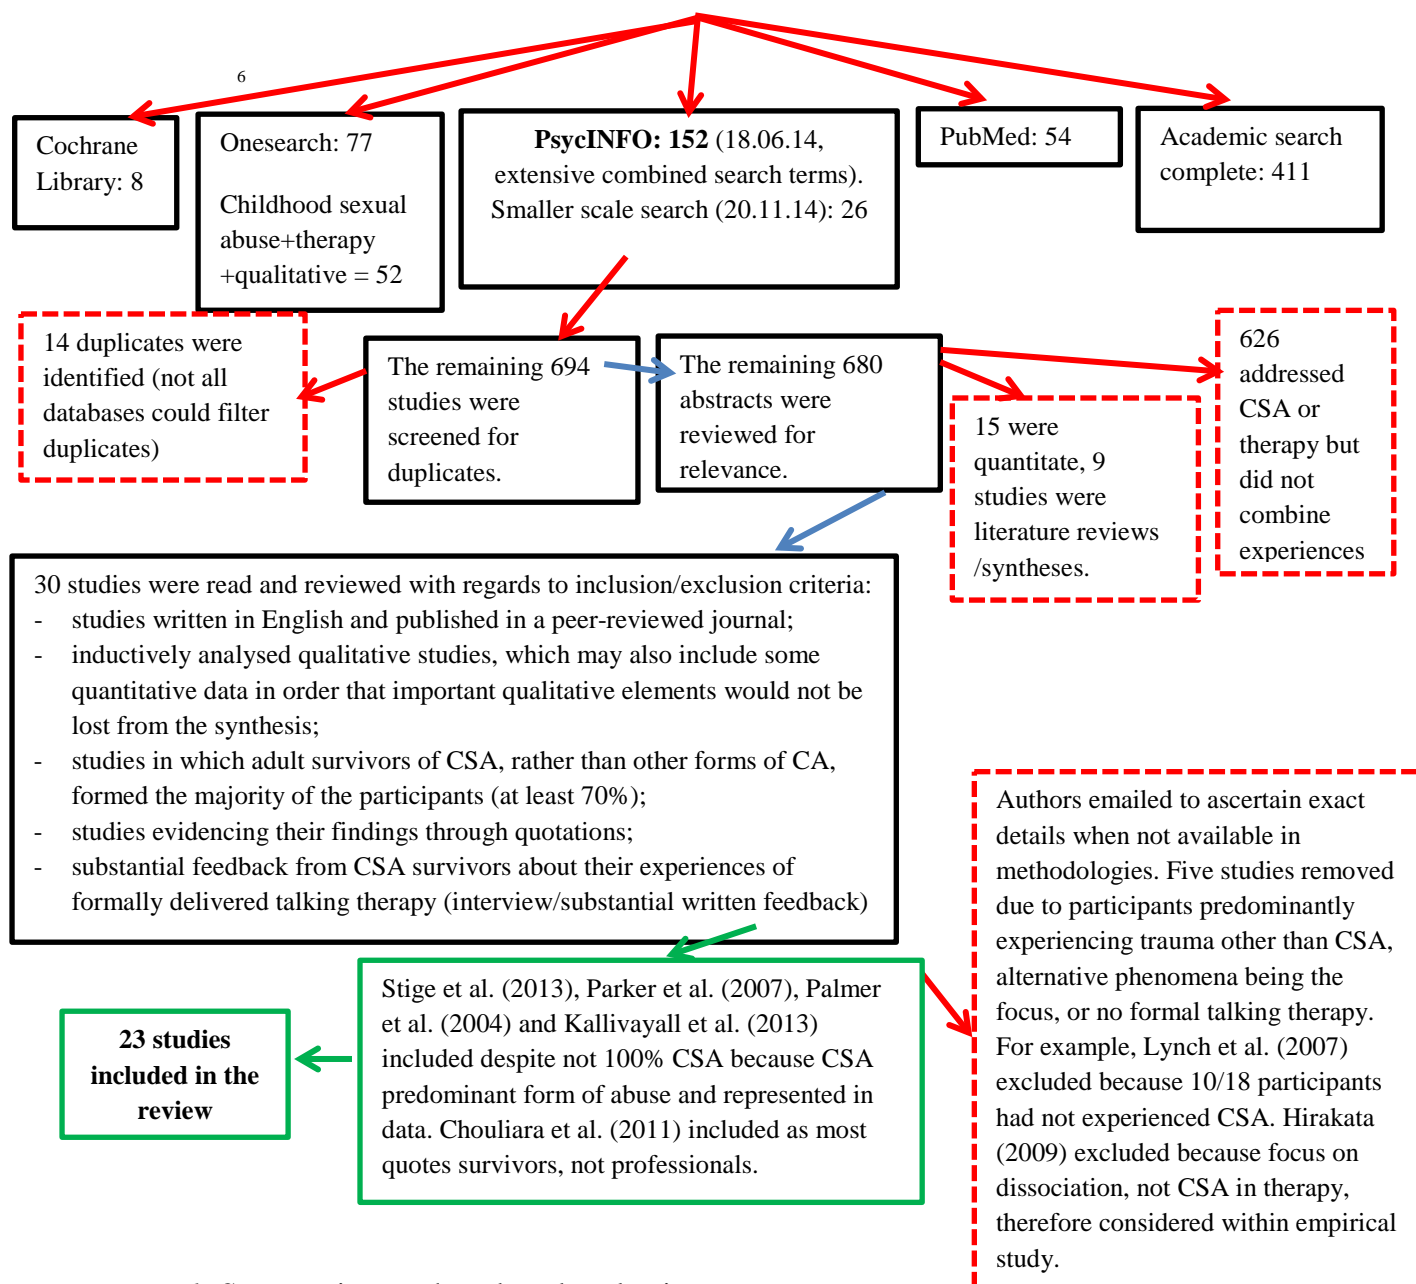 6
Cochrane
Library: 8
Onesearch: 77
Childhood sexual
abuse+therapy
+qualitative = 52
PsycINFO: 152 (18.06.14,
extensive combined search terms).
Smaller scale search (20.11.14): 26
PubMed: 54
Academic search
complete: 411
14 duplicates were
identified (not all
databases could filter
duplicates)
The remaining 694
studies were
screened for
duplicates.
The remaining 680
abstracts were
reviewed for
relevance.
15 were
quantitate, 9
studies were
literature reviews
/syntheses.
626
addressed
CSA or
therapy but
did not
combine
experiences
30 studies were read and reviewed with regards to inclusion/exclusion criteria:
- studies written in English and published in a peer-reviewed journal;
- inductively analysed qualitative studies, which may also include some
quantitative data in order that important qualitative elements would not be
lost from the synthesis;
- studies in which adult survivors of CSA, rather than other forms of CA,
formed the majority of the participants (at least 70%);
- studies evidencing their findings through quotations;
- substantial feedback from CSA survivors about their experiences of
formally delivered talking therapy (interview/substantial written feedback)
Authors emailed to ascertain exact
details when not available in
methodologies. Five studies removed
due to participants predominantly
experiencing trauma other than CSA,
alternative phenomena being the
focus, or no formal talking therapy.
For example, Lynch et al. (2007)
excluded because 10/18 participants
had not experienced CSA. Hirakata
(2009) excluded because focus on
dissociation, not CSA in therapy,
therefore considered within empirical
study.
Stige et al. (2013), Parker et al. (2007), Palmer
et al. (2004) and Kallivayall et al. (2013)
included despite not 100% CSA because CSA
predominant form of abuse and represented in
data. Chouliara et al. (2011) included as most
quotes survivors, not professionals.
23 studies
included in the
review